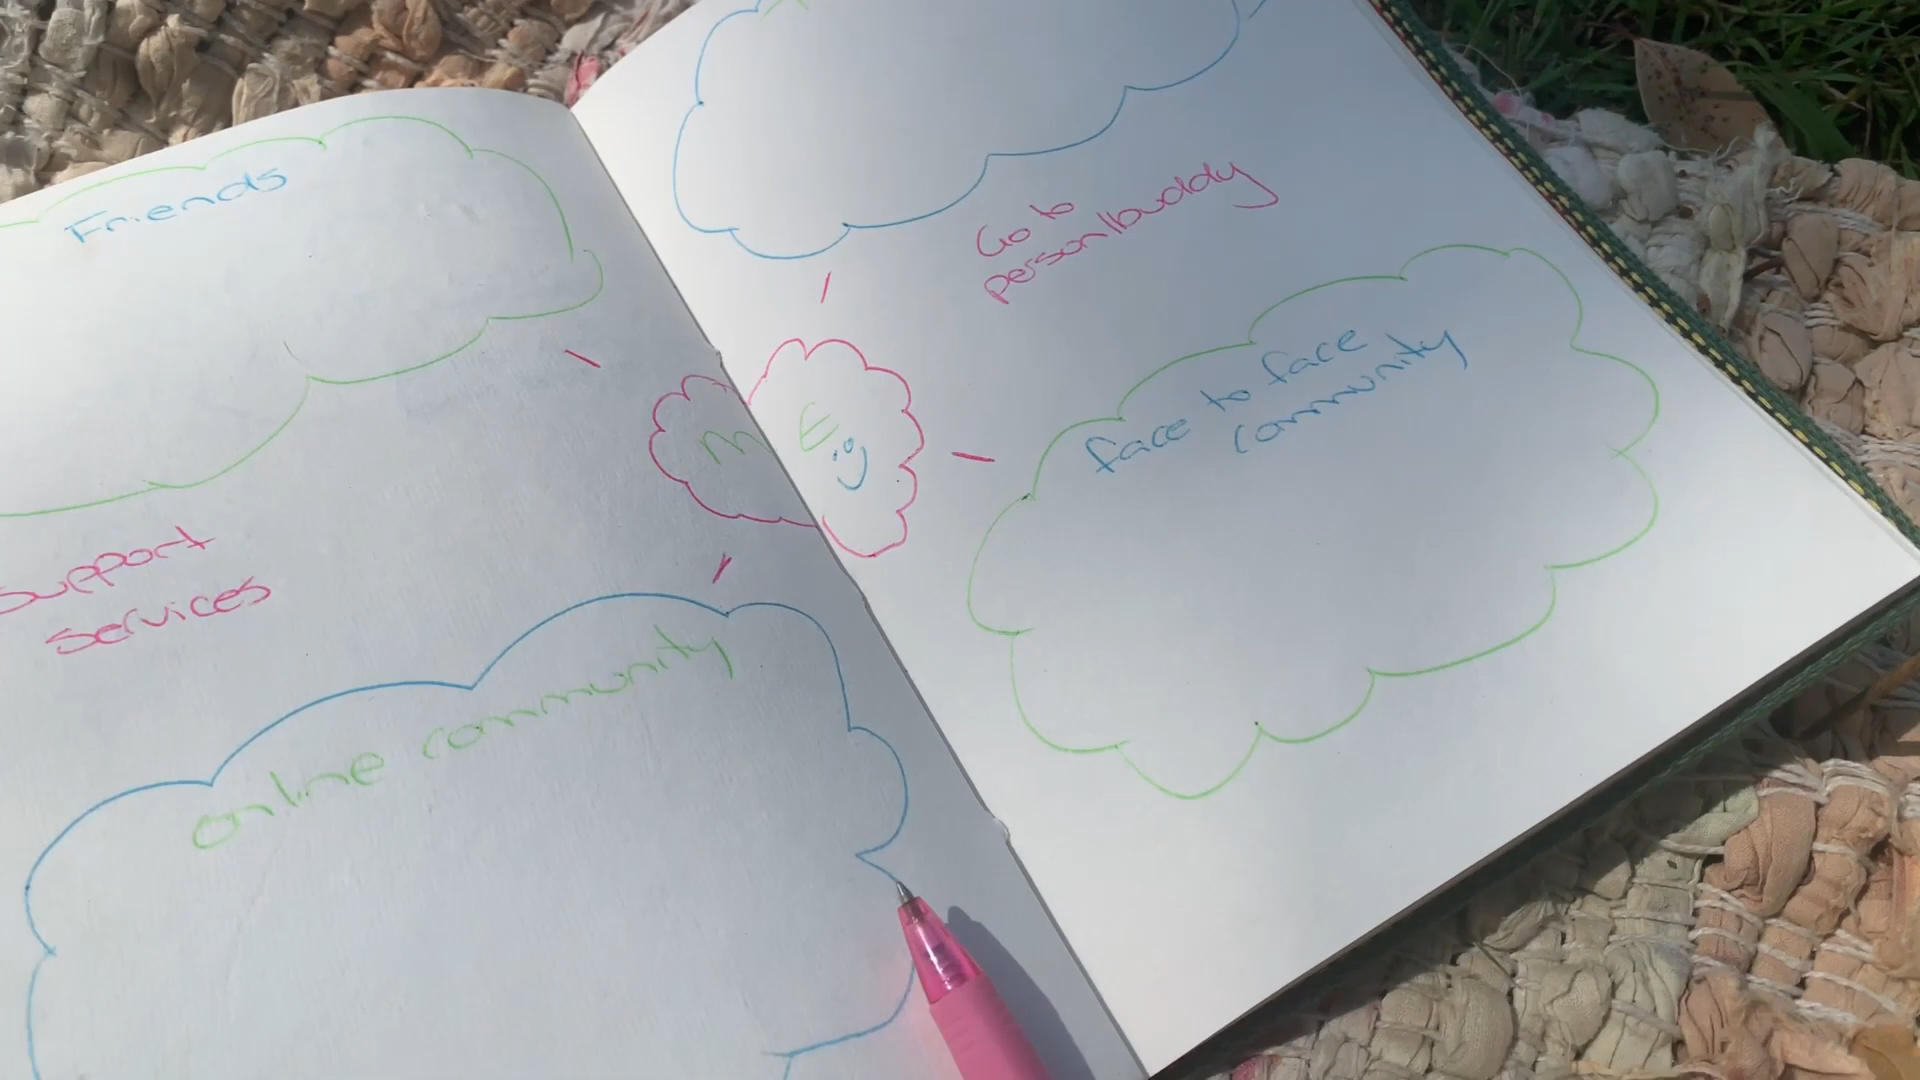 Friends
Support
services
online community
ME
Go to
person/buddy
face to face
community